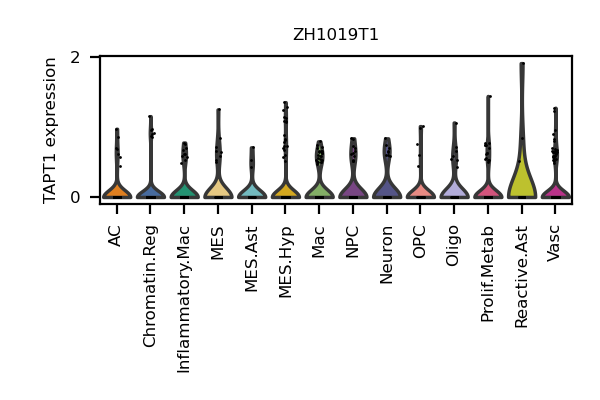 ZH1019T1
2
TAPT1 expression
0
AC
Chromatin.Reg
Inflammatory.Mac
MES
MES.Ast
MES.Hyp
Mac
NPC
Neuron
OPC
Oligo
Prolif.Metab
Reactive.Ast
Vasc